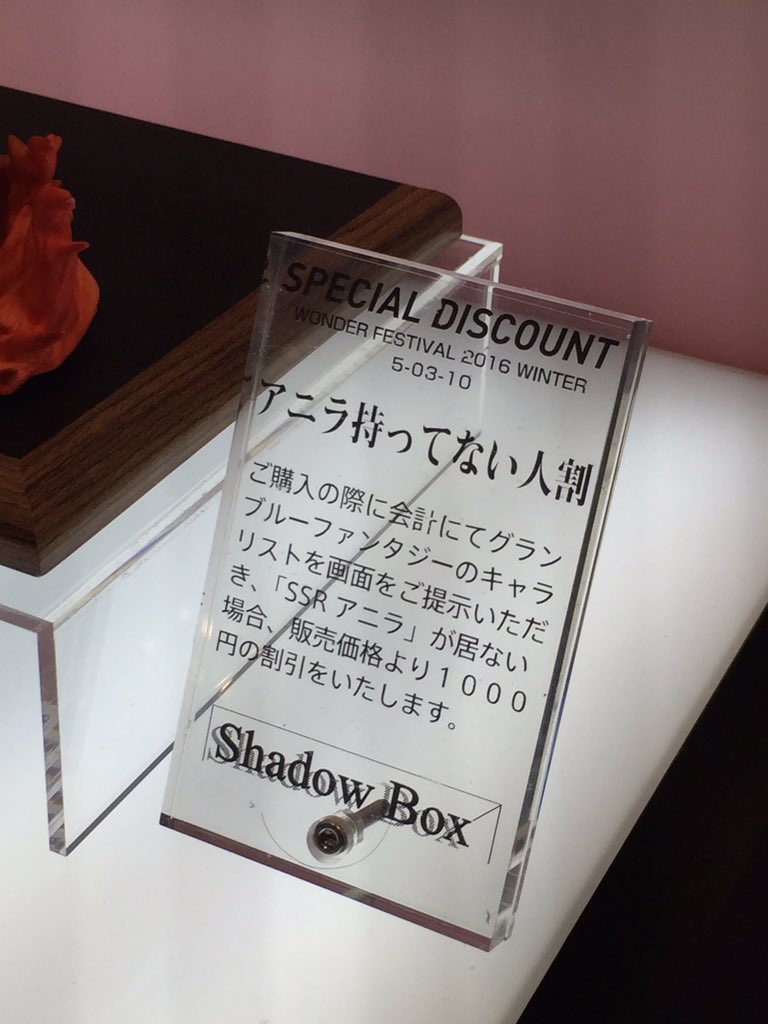 SPECIAL DISCOUNT
WONDER FESTIVAL 2016 WINTER
5-03-10
アニラ持ってない人割
ご購入の際に会計にてグラン
ブルーファンタジーのキャラ
リストを画面をご提示いただ
き、「SSR アニラ」が居ない
場合、販売価格より１０００
円の割引をいたします。
Shadow Box